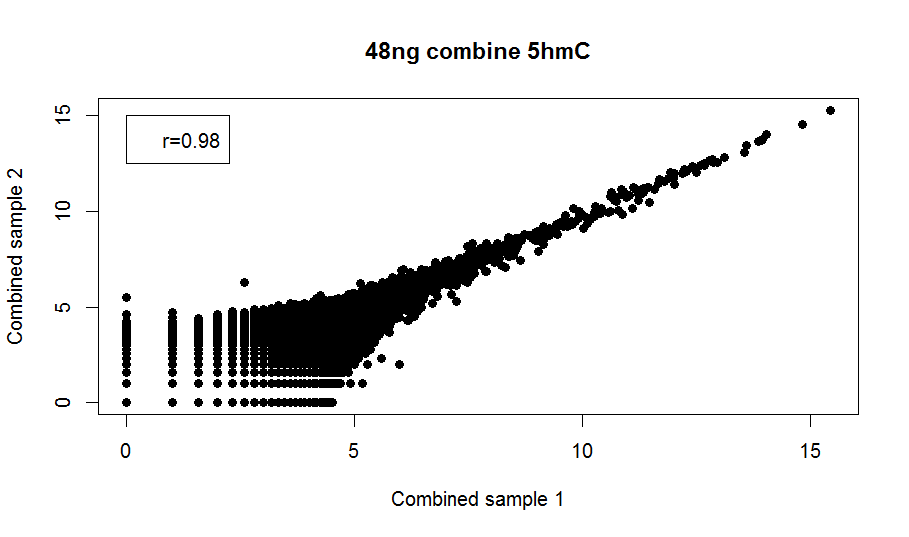 48ng combine 5hmC
r=0.98
Combined sample 2
15
10
5
0
0 5 10 15
Combined sample 1